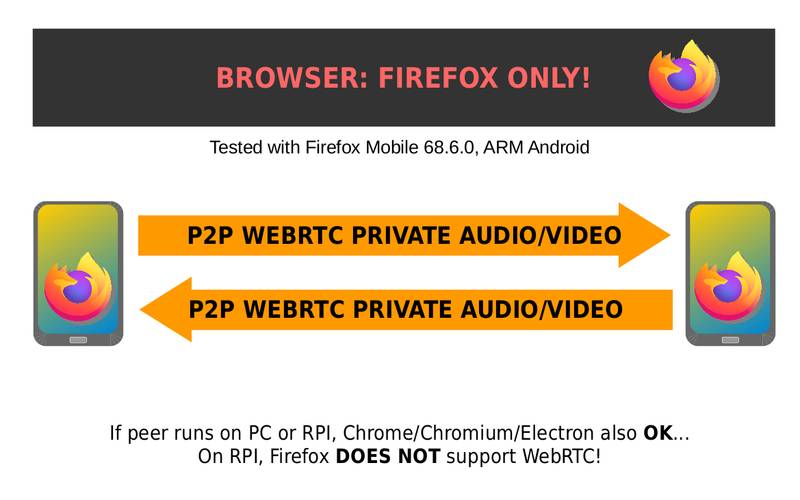 BROWSER: FIREFOX ONLY!
Tested with Firefox Mobile 68.6.0, ARM Android
P2P WEBRTC PRIVATE AUDIO/VIDEO
P2P WEBRTC PRIVATE AUDIO/VIDEO
If peer runs on PC or RPI, Chrome/Chromium/Electron also OK...
On RPI, Firefox DOES NOT support WebRTC!